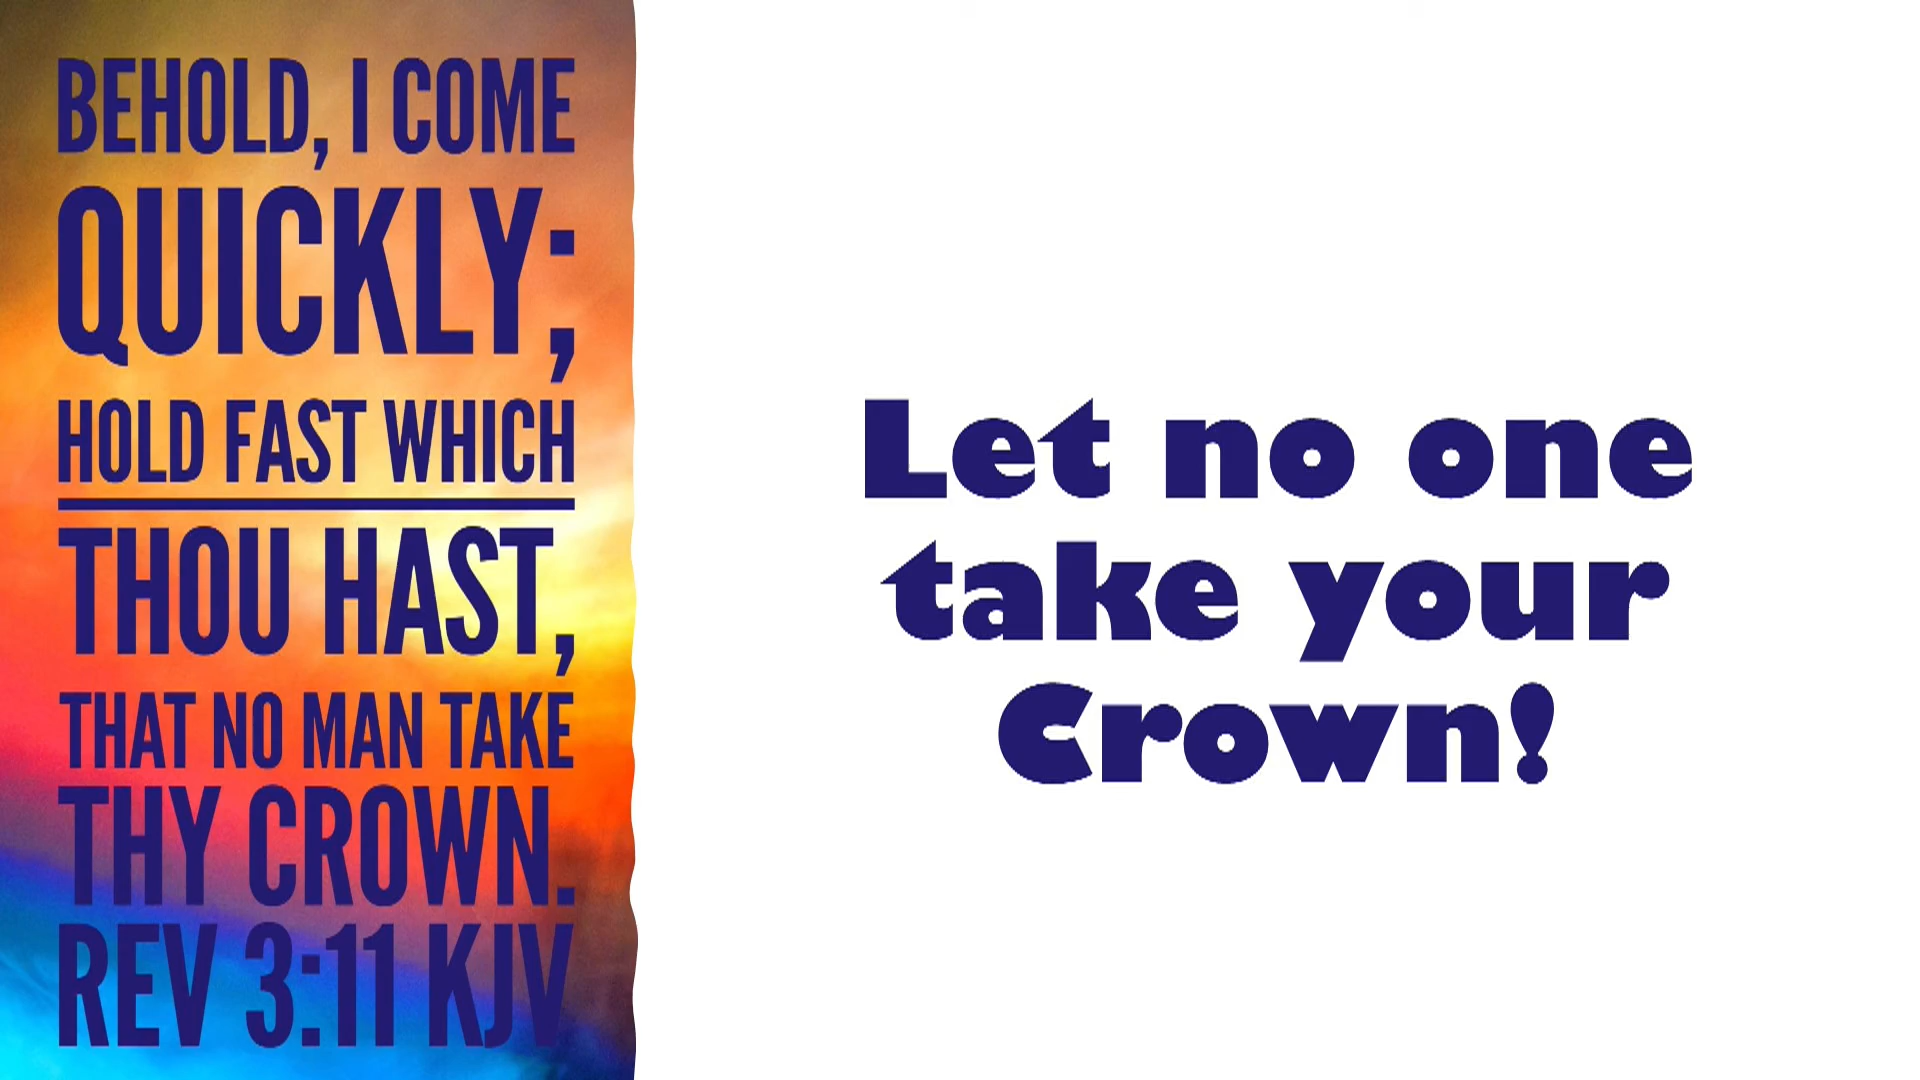 BEHOLD, I COME
QUICKLY;
HOLD FAST WHICH
THOU HAST,
THAT NO MAN TAKE
THY CROWN.
REV 3:11 KJV
Let no one
take your
Crown!